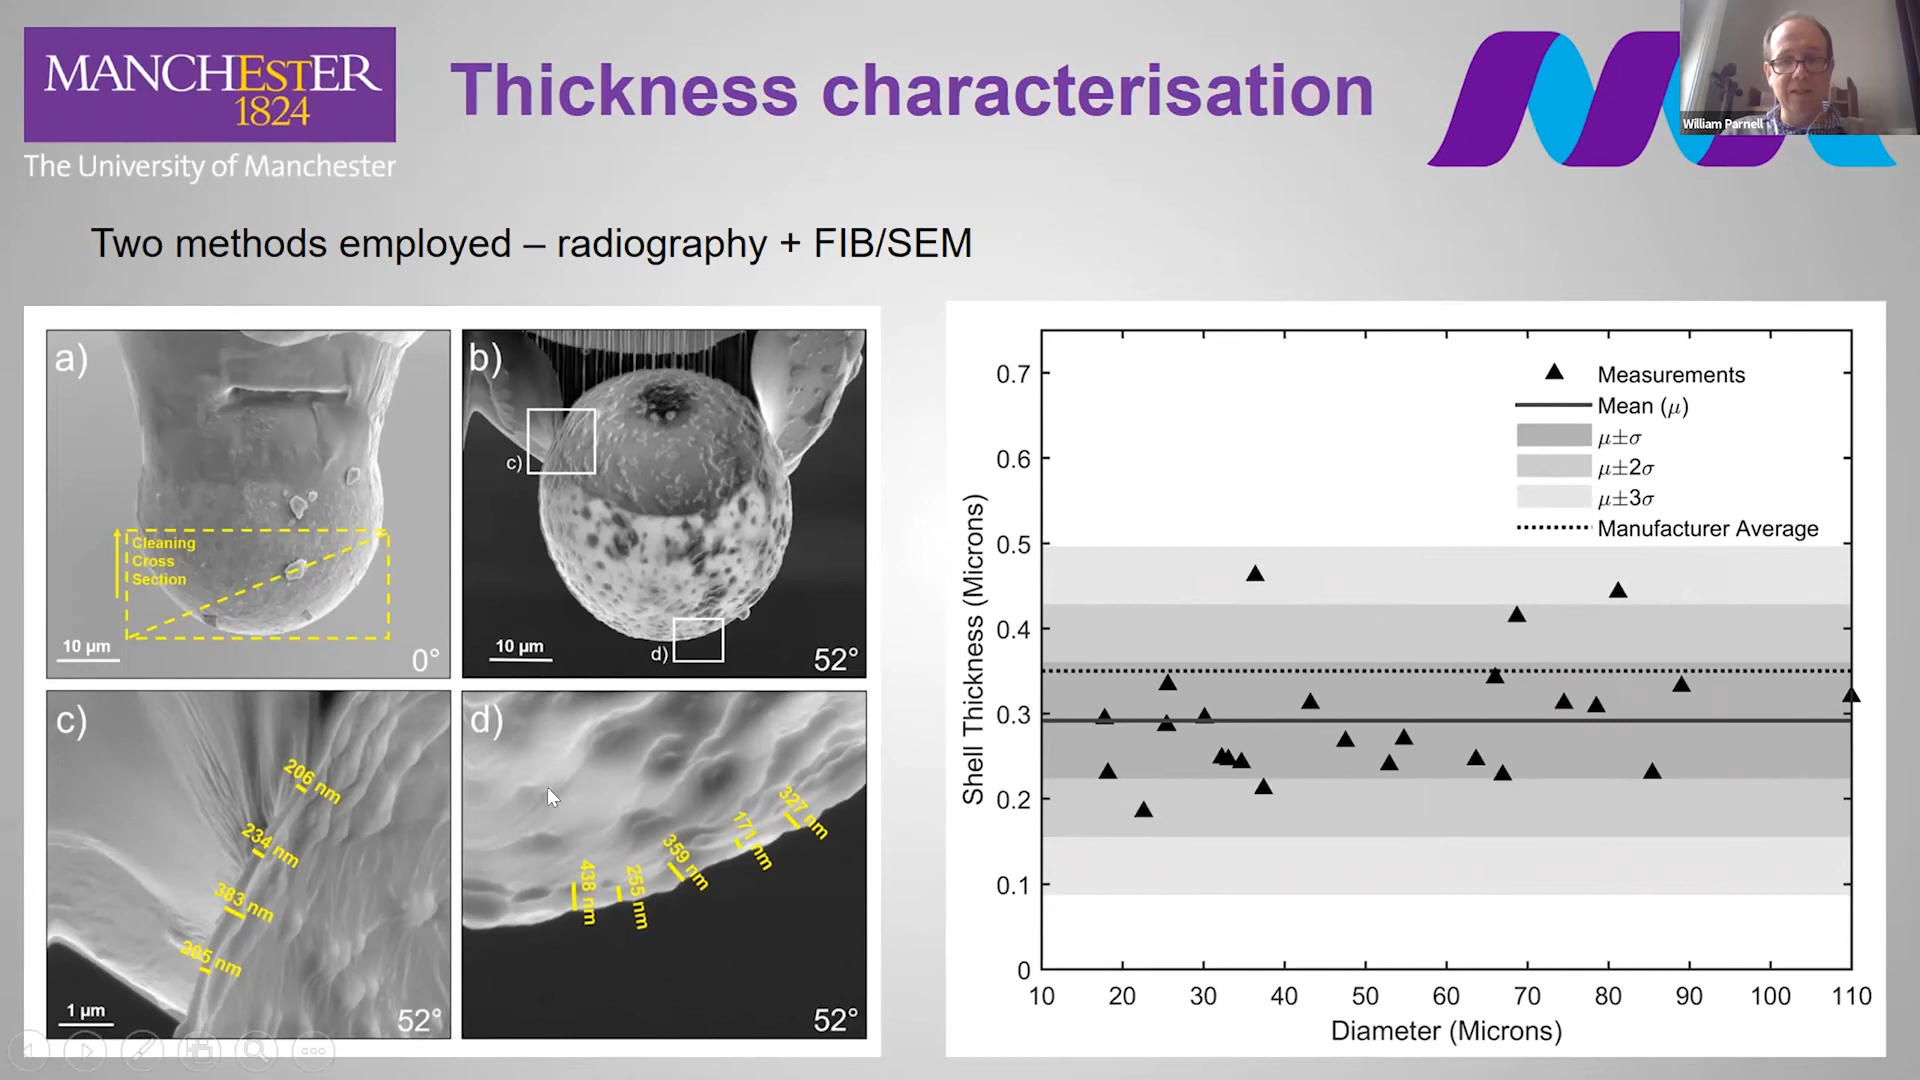 MANCHESTER
1824
The University of Manchester
Thickness characterisation
William Parnell
Two methods employed – radiography + FIB/SEM
a)
Cleaning
Cross
Section
10 µm
0°
b)
c)
d)
10 µm
52°
c)
206 nm
234 nm
383 nm
205 nm
1 µm
52°
d)
438 nm
255 nm
359 nm
171 nm
327 nm
52°
Shell Thickness (Microns)
0.7
0.6
0.5
0.4
0.3
0.2
0.1
0
Measurements
Mean (μ)
μ±σ
μ±2σ
μ±3σ
Manufacturer Average
10 20 30 40 50 60 70 80 90 100 110
Diameter (Microns)